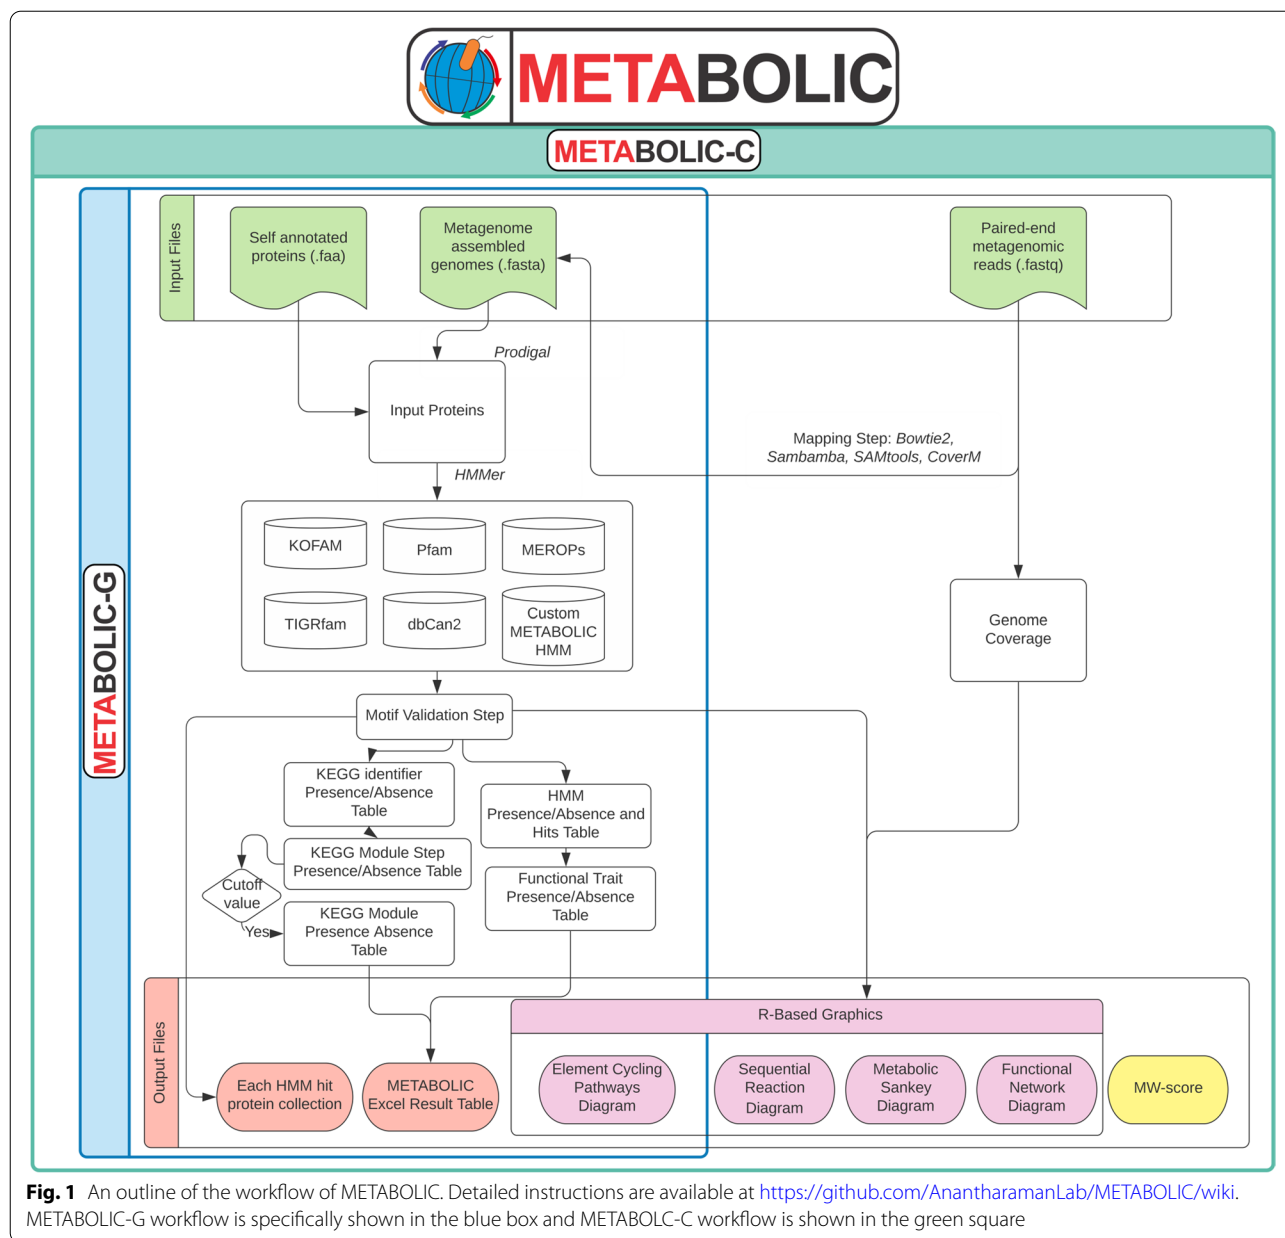 METABOLIC
METABOLIC-C
METABOLIC-G
Input Files
Self annotated
proteins (.faa)
Metagenome
assembled
genomes (.fasta)
Paired-end
metagenomic
reads (.fastq)
Prodigal
Input Proteins
Mapping Step: Bowtie2,
Sambamba, SAMtools, CoverM
HMMer
KOFAM
Pfam
MEROPs
TIGRfam
dbCan2
Custom
METABOLIC
HMM
Genome
Coverage
Motif Validation Step
KEGG identifier
Presence/Absence
Table
HMM
Presence/Absence and
Hits Table
KEGG Module Step
Presence/Absence Table
Cutoff
value
Yes
Functional Trait
Presence/Absence
Table
KEGG Module
Presence Absence
Table
Output Files
R-Based Graphics
Each HMM hit
protein collection
METABOLIC
Excel Result Table
Element Cycling
Pathways
Diagram
Sequential
Reaction
Diagram
Metabolic
Sankey
Diagram
Functional
Network
Diagram
MW-score
Fig. 1 An outline of the workflow of METABOLIC. Detailed instructions are available at https://github.com/AnantharamanLab/METABOLIC/wiki.
METABOLIC-G workflow is specifically shown in the blue box and METABOLC-C workflow is shown in the green square